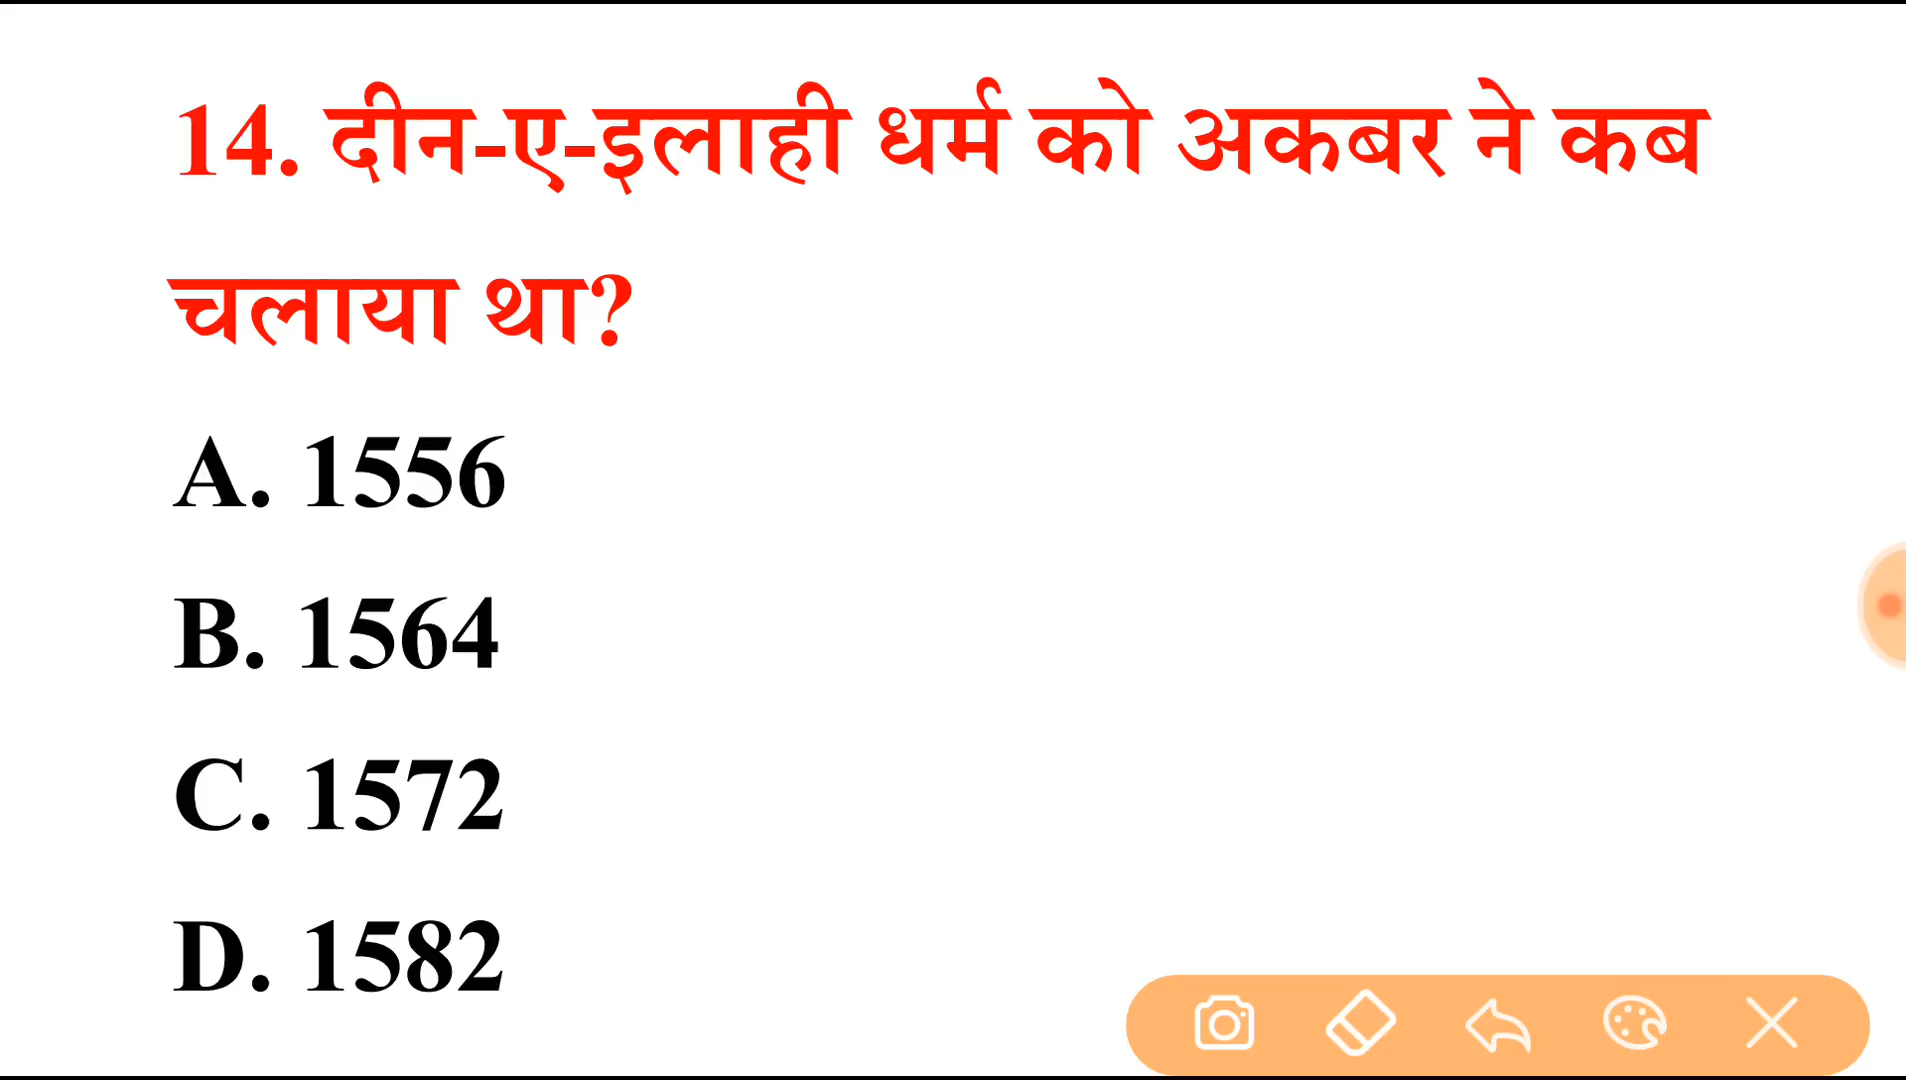 14. दीन-ए-इलाही धर्म को अकबर ने कब
चलाया था?
A. 1556
B. 1564
C. 1572
D. 1582